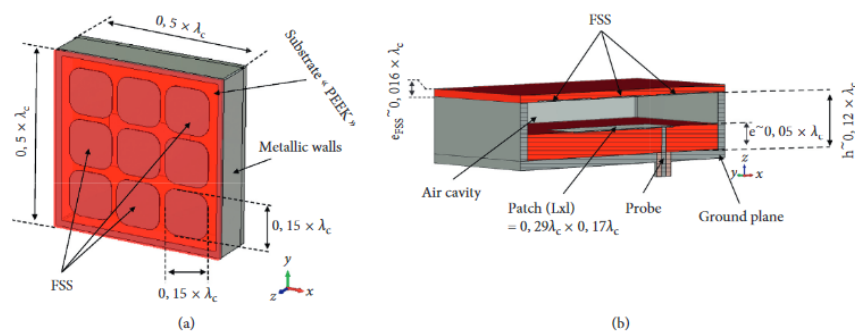 0, 5 × λc
0, 5 × λc
Substrate « PEEK »
Metallic walls
0, 15 × λc
0, 15 × λc
FSS
y
z
x
(a)
FSS
eFSS~0, 016 × λc
e~0, 05 × λc
h~0, 12 × λc
z
y
x
Air cavity
Patch (Lxl)
= 0, 29λc × 0, 17λc
Probe
Ground plane
(b)